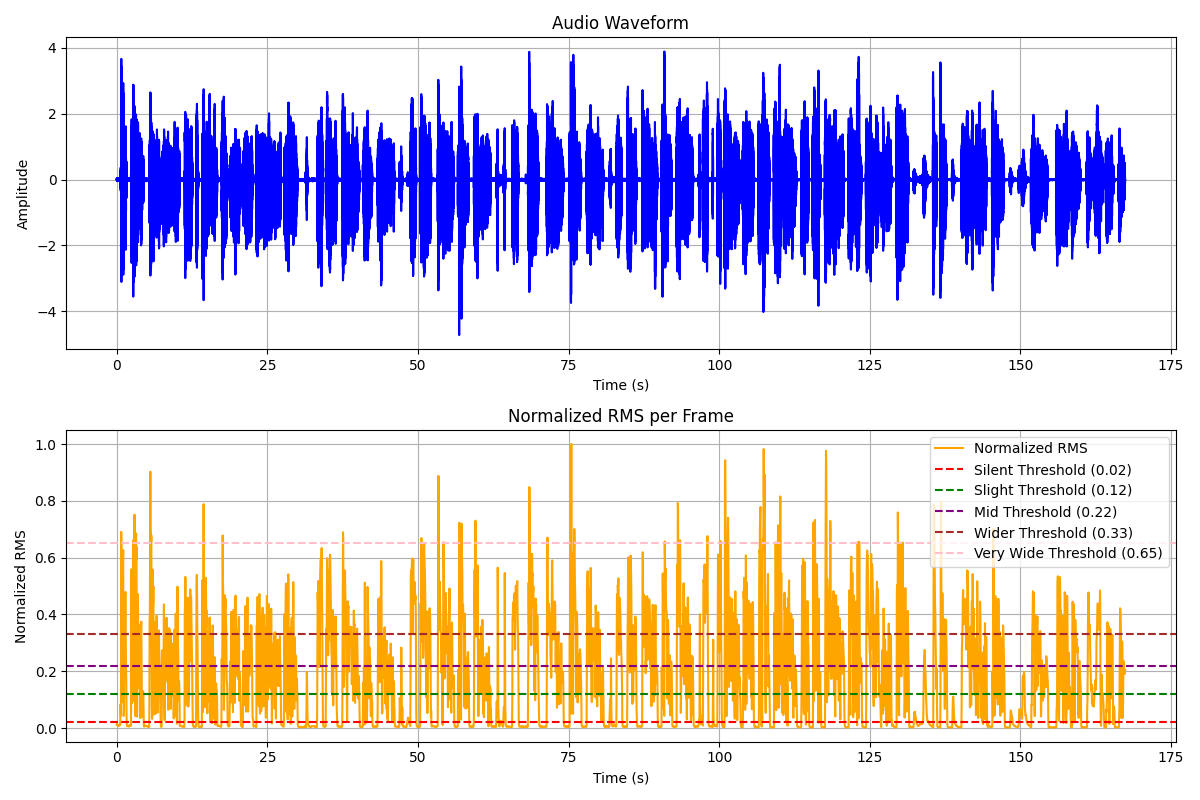 Audio Waveform
4
2
0
−2
−4
Amplitude
0 25 50 75 100 125 150 175
Time (s)
Normalized RMS per Frame
1.0
0.8
0.6
0.4
0.2
0.0
Normalized RMS
Normalized RMS
Silent Threshold (0.02)
Slight Threshold (0.12)
Mid Threshold (0.22)
Wider Threshold (0.33)
Very Wide Threshold (0.65)
0 25 50 75 100 125 150 175
Time (s)